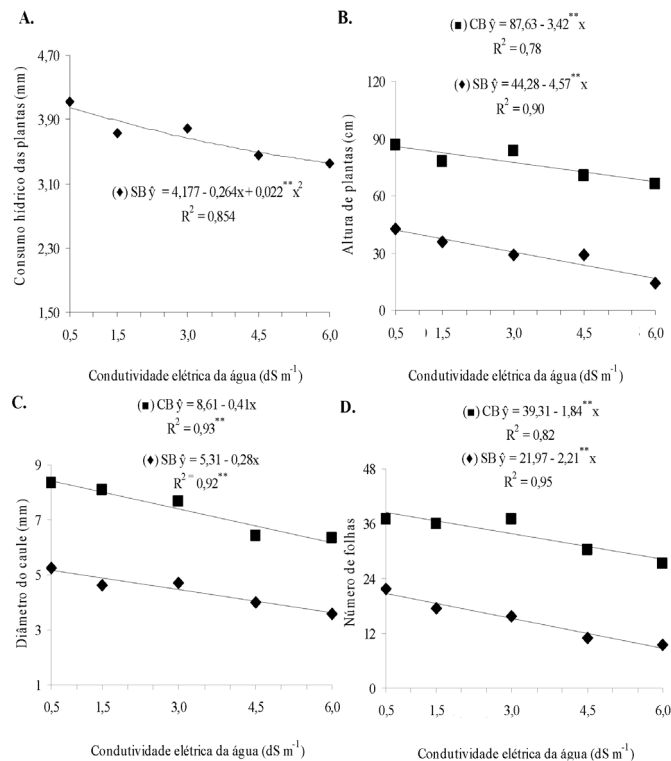 A.
4,70
3,90
3,10
2,30
1,50
Consumo hídrico das plantas (mm)
(♦) SB ŷ = 4,177 - 0,264x + 0,022**x²
R² = 0,854
0,5 1,5 3,0 4,5 6,0
Condutividade elétrica da água (dS m⁻¹)
B.
(■) CB ŷ = 87,63 - 3,42**x
R² = 0,78
(♦) SB ŷ = 44,28 - 4,57**x
R² = 0,90
120
90
60
30
0
Altura de plantas (cm)
0,5 1,5 3,0 4,5 6,0
Condutividade elétrica da água (dS m⁻¹)
C.
(■) CB ŷ = 8,61 - 0,41x
R² = 0,93**
(♦) SB ŷ = 5,31 - 0,28x
R² = 0,92**
9
7
5
3
1
Diâmetro do caule (mm)
0,5 1,5 3,0 4,5 6,0
Condutividade elétrica da água (dS m⁻¹)
D.
(■) CB ŷ = 39,31 - 1,84**x
R² = 0,82
(♦) SB ŷ = 21,97 - 2,21**x
R² = 0,95
48
36
24
12
0
Número de folhas
0,5 1,5 3,0 4,5 6,0
Condutividade elétrica da água (dS m⁻¹)